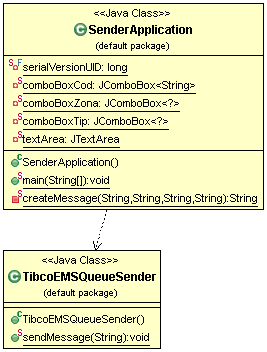 <<Java Class>>
SenderApplication
(default package)
serialVersionUID: long
comboBoxCod: JComboBox<String>
comboBoxZona: JComboBox<?>
comboBoxTip: JComboBox<?>
textArea: JTextArea
SenderApplication()
main(String[]):void
createMessage(String,String,String,String):String
<<Java Class>>
TibcoEMSQueueSender
(default package)
TibcoEMSQueueSender()
sendMessage(String):void